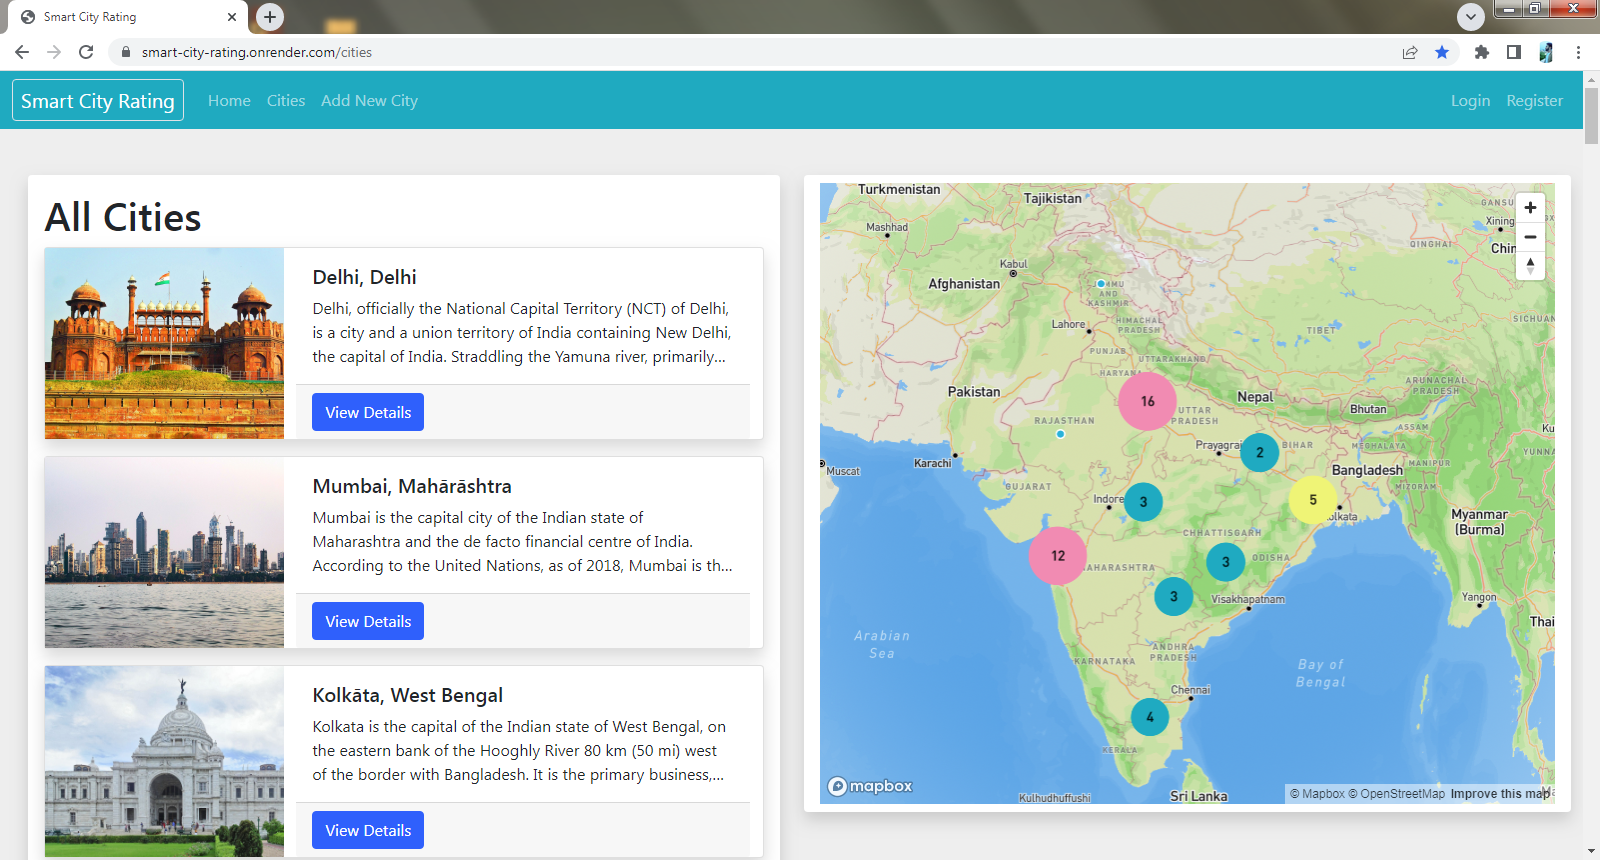 Smart City Rating
smart-city-rating.onrender.com/cities
Smart City Rating
Home
Cities
Add New City
Login
Register
All Cities
Delhi, Delhi
Delhi, officially the National Capital Territory (NCT) of Delhi,
is a city and a union territory of India containing New Delhi,
the capital of India. Straddling the Yamuna river, primarily...
View Details
Mumbai, Mahārāshtra
Mumbai is the capital city of the Indian state of
Maharashtra and the de facto financial centre of India.
According to the United Nations, as of 2018, Mumbai is th...
View Details
Kolkāta, West Bengal
Kolkata is the capital of the Indian state of West Bengal, on
the eastern bank of the Hooghly River 80 km (50 mi) west
of the border with Bangladesh. It is the primary business,...
View Details
Turkmenistan
Tajikistan
GANSU
Mashhad
Xining
Chin
QINGHAI
Kabul
Afghanistan
JAMMU
AND
KASHMIR
Lahore
HIMACHAL
PRADESH
TIBET
SICHUAN
PUNJAB
UTTARAKHAND
HARYANA
Pakistan
Nepal
ARUNACHAL
PRADESH
16
UTTAR
PRADESH
Bhutan
RAJASTHAN
ASSAM
Ku
Prayagraj
2
BIHAR
MEGHALAYA
YUNNA
Karachi
Bangladesh
MANIPUR
Muscat
GUJARAT
MIZORAM
Indore
3
5
olkata
Myanmar
(Burma)
CHHATTISGARH
12
AHARASHTRA
3
ODISHA
3
Visakhapatnam
Yangon
Thai
Arabian
Sea
ANDHRA
PRADESH
KARNATAKA
Bay of
Bengal
Chennai
4
KERALA
mapbox
Kulhudhuffushi
Sri Lanka
© Mapbox © OpenStreetMap Improve this map